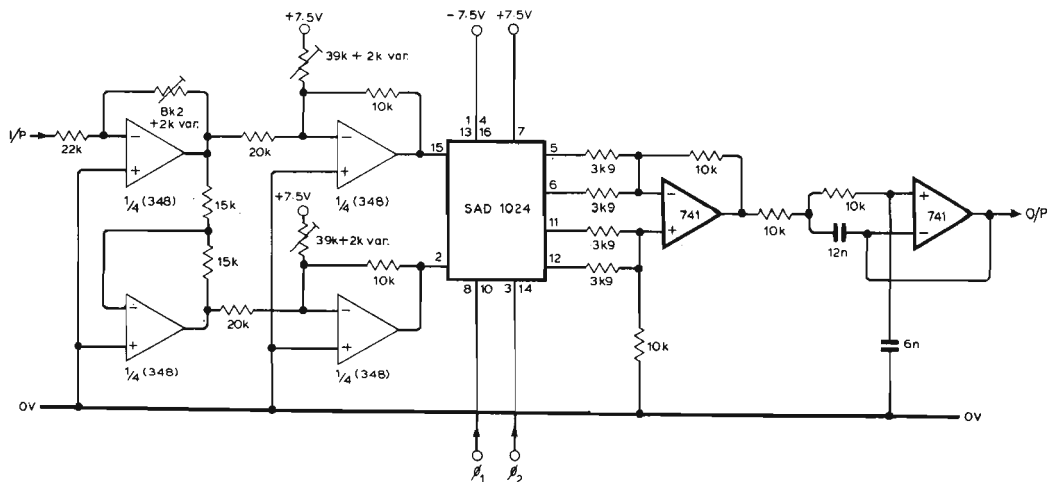 +7·5V
39k + 2k var.
8k2
+2k var.
10k
I/P
22k
20k
1/4 (348)
1/4 (348)
15k
15k
+7·5V
39k+2k var.
10k
20k
1/4 (348)
1/4 (348)
0V
−7·5V
+7·5V
1 4
13 16
7
15
2
SAD 1024
5
6
11
12
8 10
3 14
3k9
3k9
3k9
3k9
10k
741
10k
10k
10k
12n
741
O/P
6n
0V
ø1
ø2